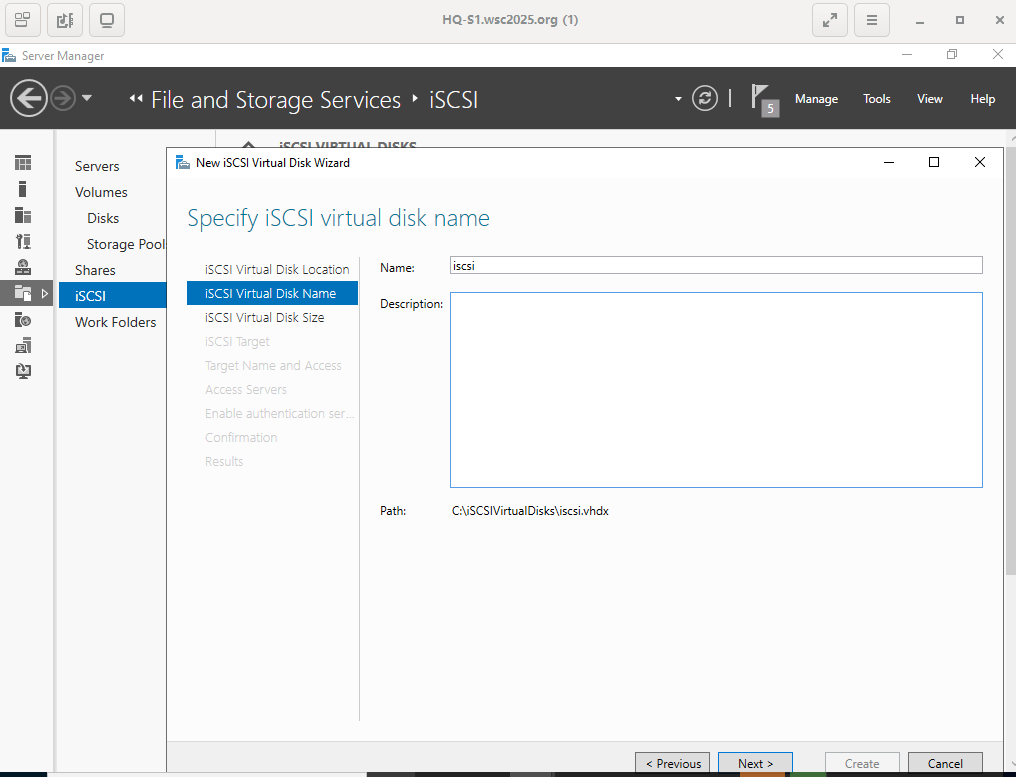 HQ-S1.wsc2025.org (1)
Server Manager
File and Storage Services
iSCSI
5
Manage
Tools
View
Help
iSCSI VIRTUAL DISKS
Servers
Volumes
Disks
Storage Pool
Shares
iSCSI
Work Folders
New iSCSI Virtual Disk Wizard
Specify iSCSI virtual disk name
iSCSI Virtual Disk Location
iSCSI Virtual Disk Name
iSCSI Virtual Disk Size
iSCSI Target
Target Name and Access
Access Servers
Enable authentication ser...
Confirmation
Results
Name:
iscsi
Description:
Path:
C:\iSCSIVirtualDisks\iscsi.vhdx
< Previous
Next >
Create
Cancel